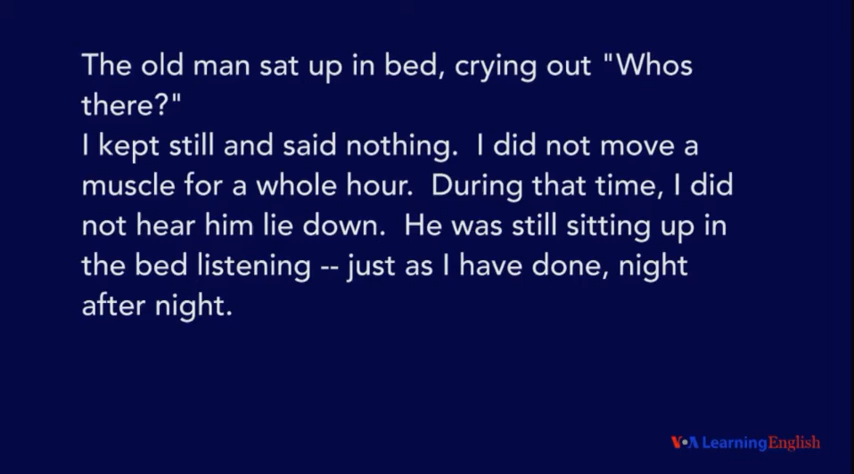 The old man sat up in bed, crying out "Whos
there?"
I kept still and said nothing.  I did not move a
muscle for a whole hour.  During that time, I did
not hear him lie down.  He was still sitting up in
the bed listening -- just as I have done, night
after night.
VOA LearningEnglish